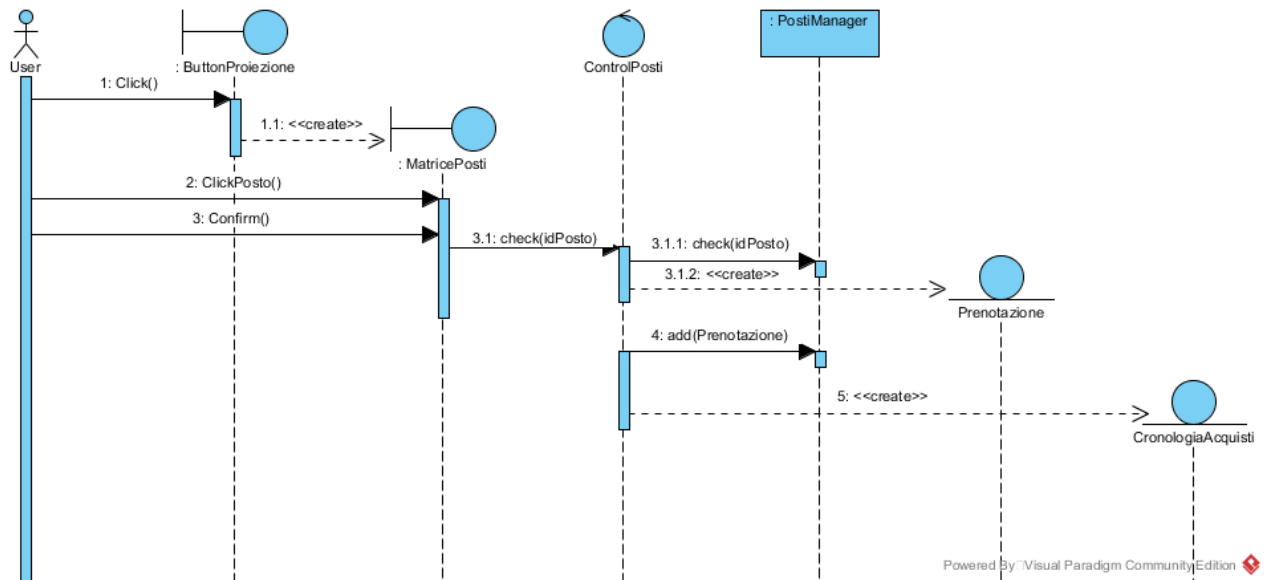 : PostiManager
User
: ButtonProiezione
ControlPosti
1: Click()
1.1: <<create>>
: MatricePosti
2: ClickPosto()
3: Confirm()
3.1: check(idPosto)
3.1.1: check(idPosto)
3.1.2: <<create>>
Prenotazione
4: add(Prenotazione)
5: <<create>>
CronologiaAcquisti
Powered By Visual Paradigm Community Edition